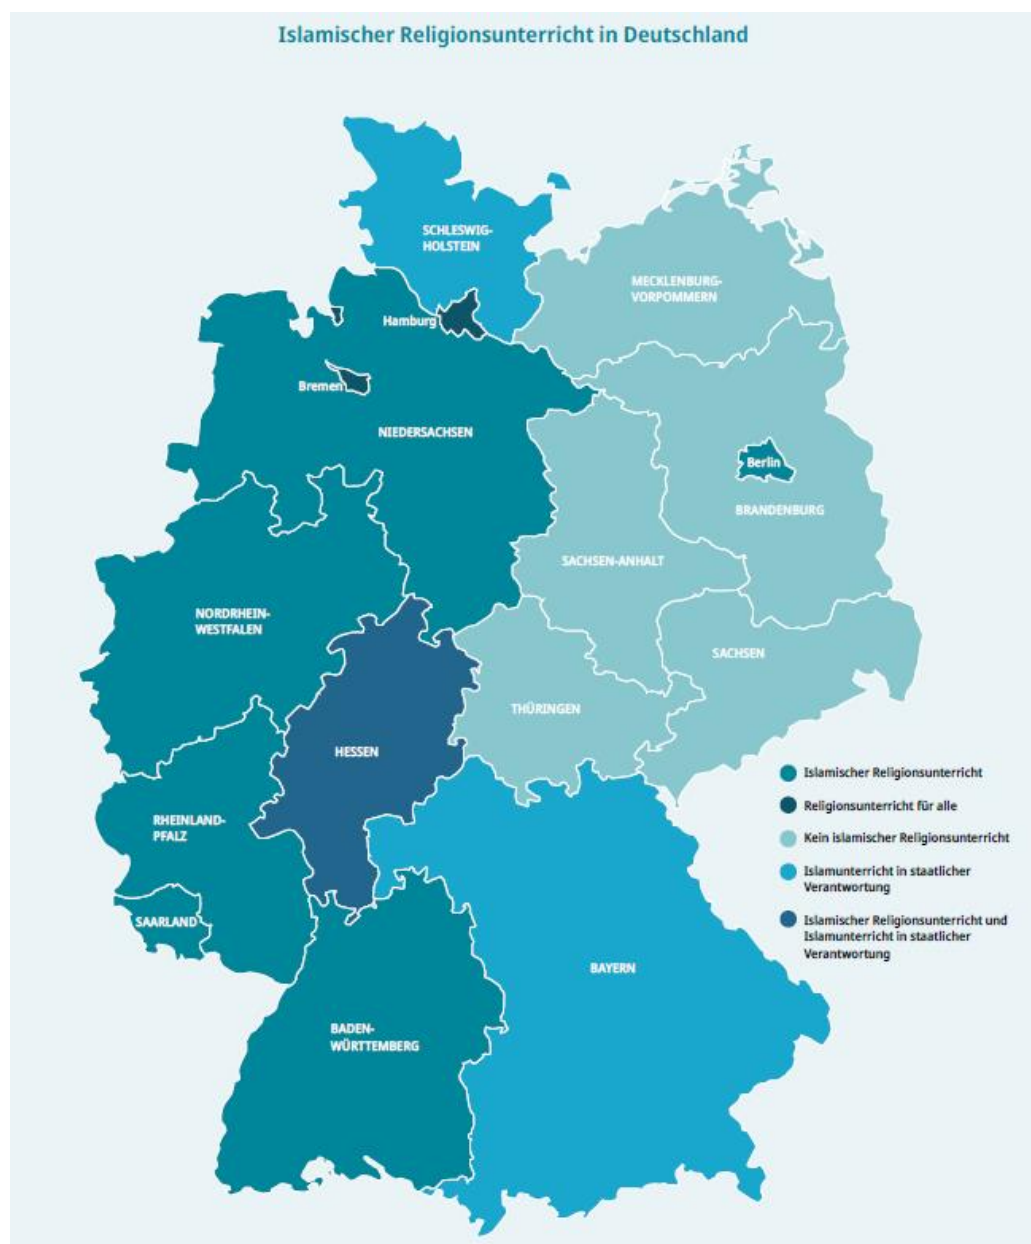 Islamischer Religionsunterricht in Deutschland
SCHLESWIG-
HOLSTEIN
MECKLENBURG-
VORPOMMERN
Hamburg
Bremen
NIEDERSACHSEN
Berlin
BRANDENBURG
SACHSEN-ANHALT
NORDRHEIN-
WESTFALEN
SACHSEN
THÜRINGEN
HESSEN
RHEINLAND-
PFALZ
SAARLAND
BAYERN
BADEN-
WÜRTTEMBERG
Islamischer Religionsunterricht
Religionsunterricht für alle
Kein islamischer Religionsunterricht
Islamunterricht in staatlicher
Verantwortung
Islamischer Religionsunterricht und
Islamunterricht in staatlicher
Verantwortung